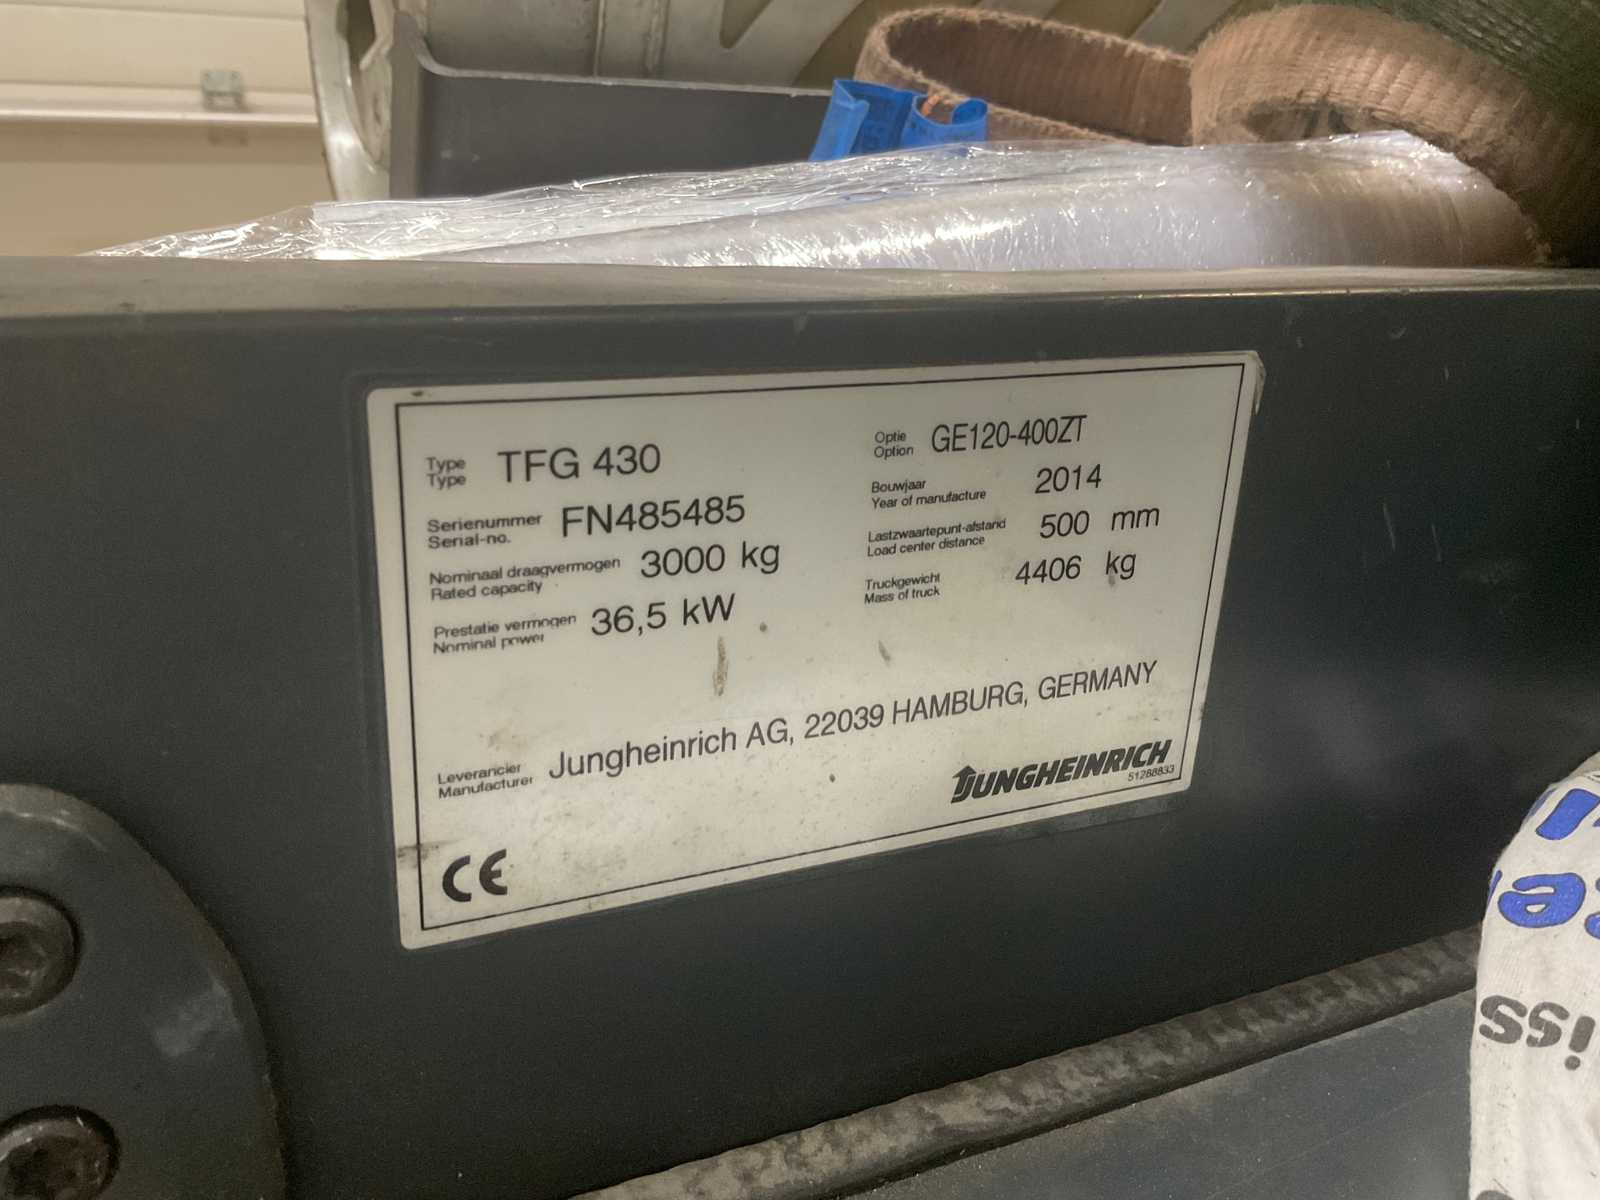 Type TFG 430
Type
Serienummer FN485485
Serial-no.
Nominaal draagvermogen 3000 kg
Rated capacity
Prestatie vermogen 36,5 kW
Nominal power
Optie GE120-400ZT
Option
Bouwjaar 2014
Year of manufacture
Lastzwaartepunt-afstand 500 mm
Load center distance
Truckgewicht 4406 kg
Mass of truck
Leverancier Jungheinrich AG, 22039 HAMBURG, GERMANY
Manufacturer
JUNGHEINRICH
51288833
CE